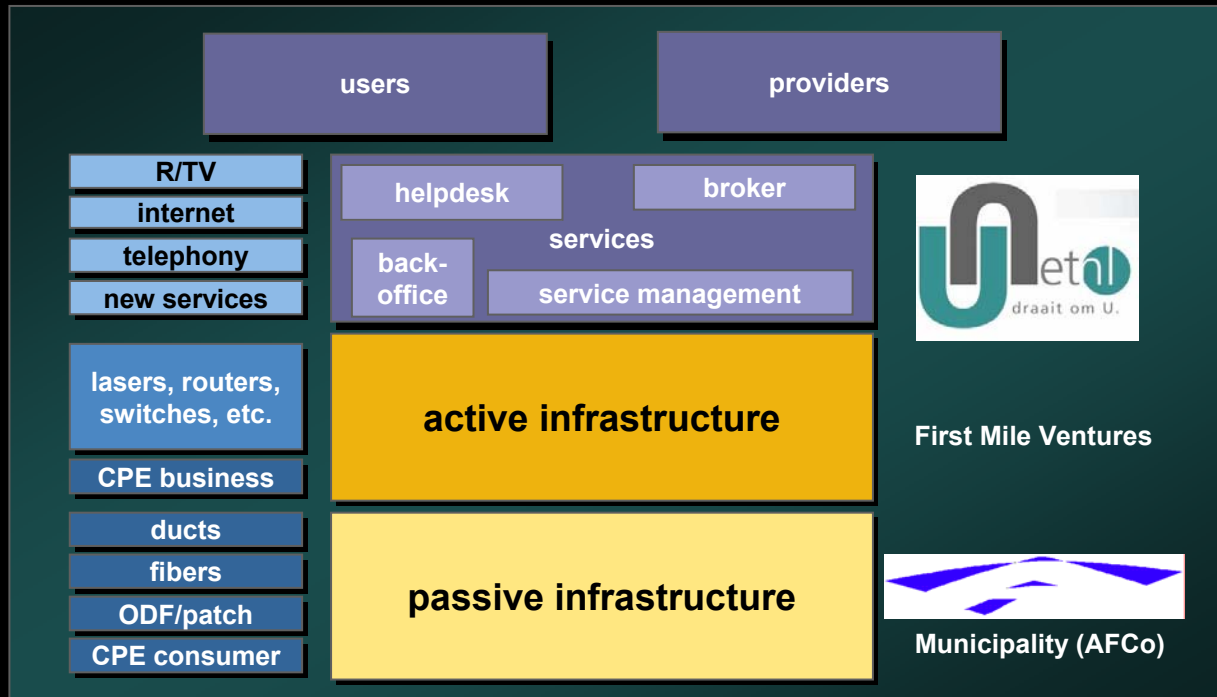 users
providers
R/TV
internet
telephony
new services
helpdesk
broker
services
back-
office
service management
Unetnl
draait om U.
lasers, routers,
switches, etc.
CPE business
active infrastructure
First Mile Ventures
ducts
fibers
ODF/patch
CPE consumer
passive infrastructure
Municipality (AFCo)